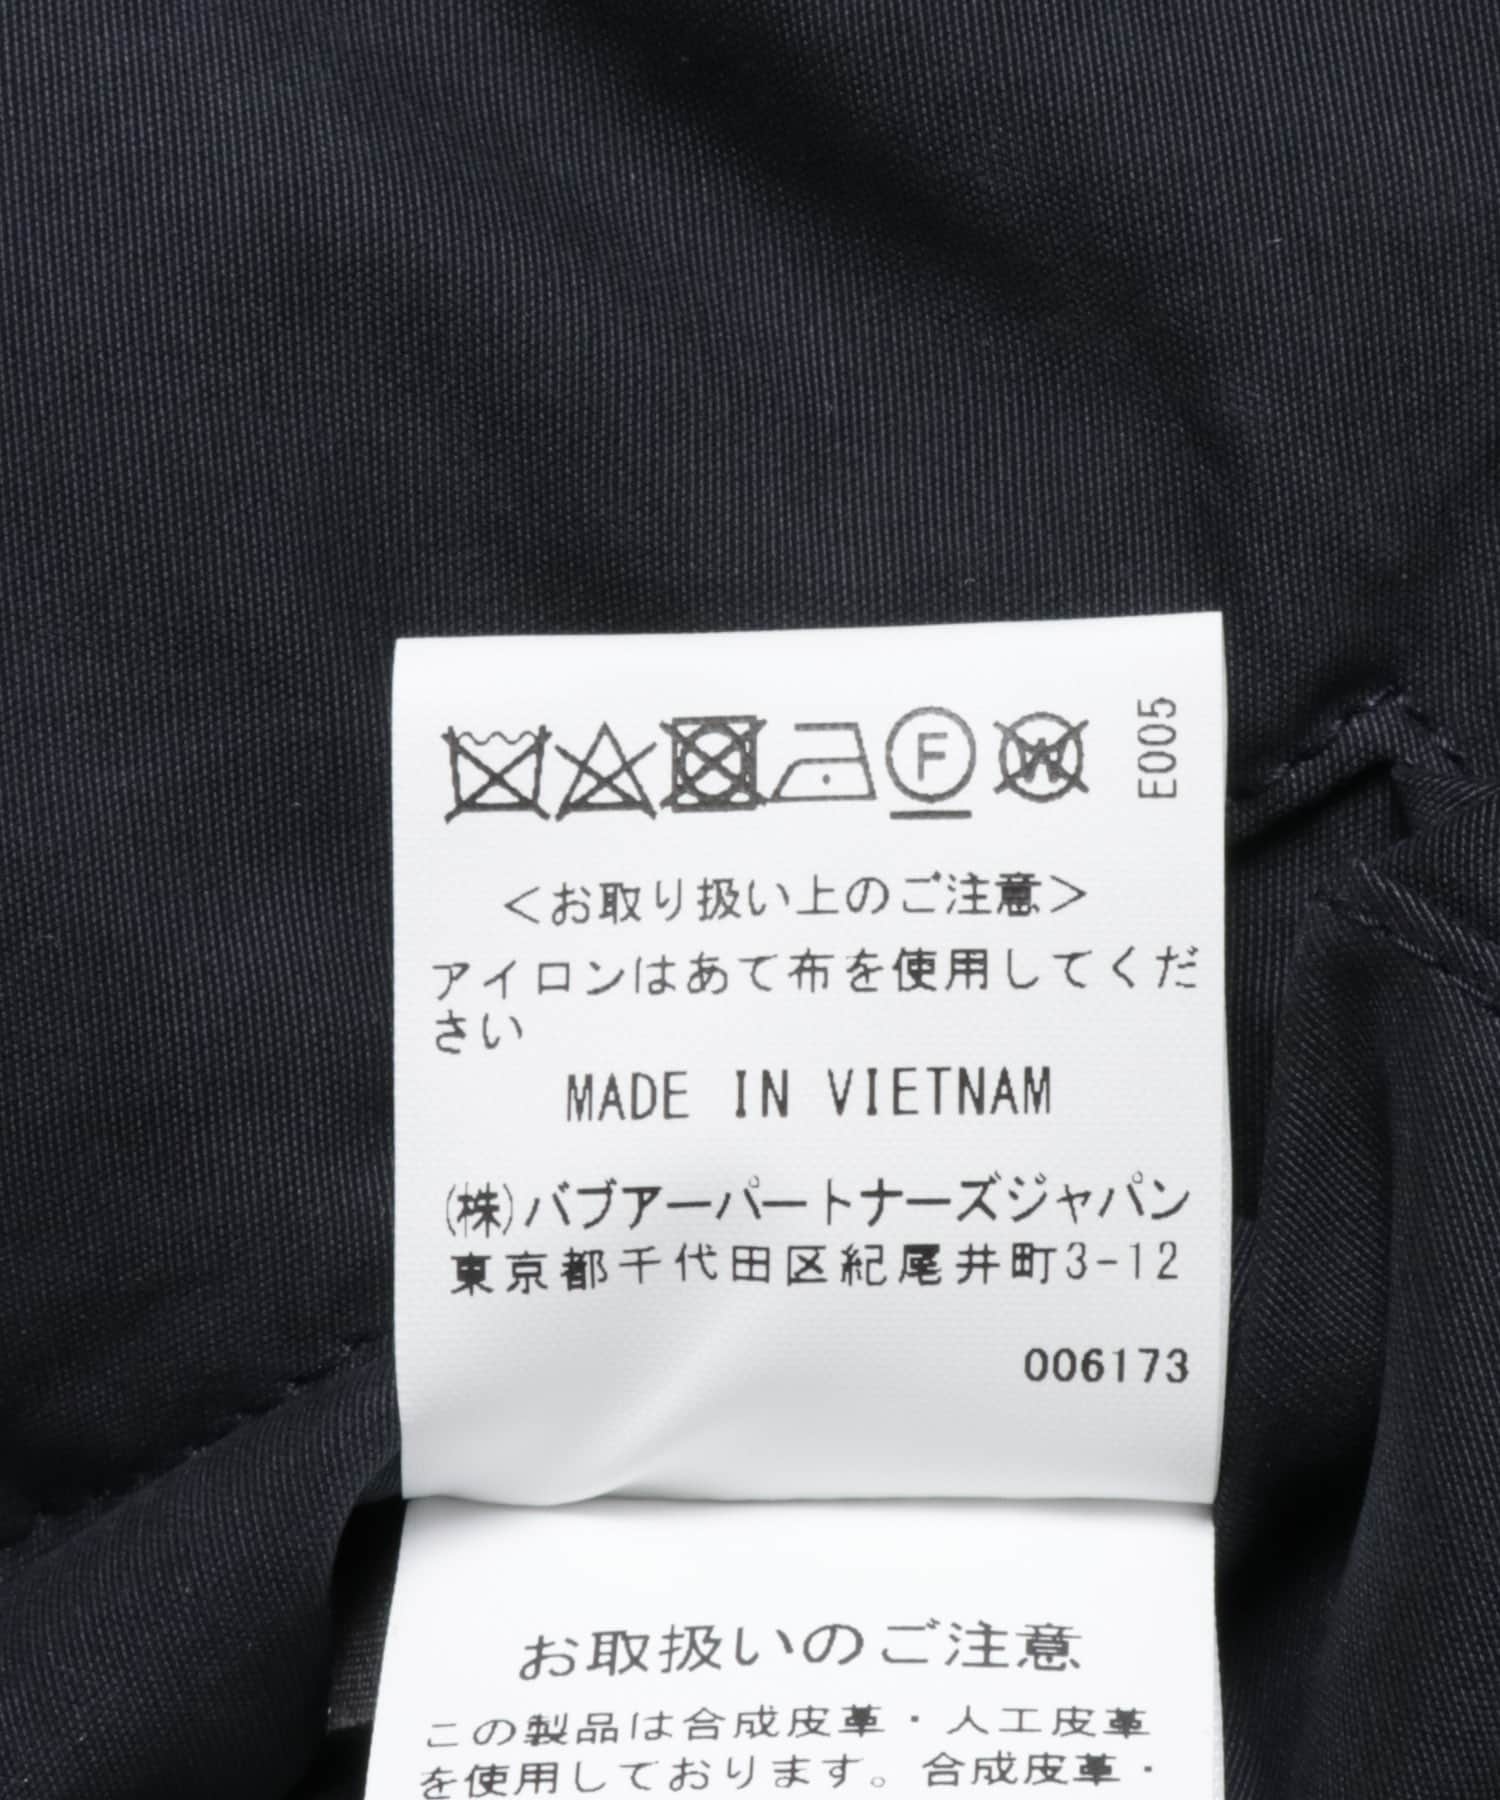 F
W
E005
＜お取り扱い上のご注意＞
アイロンはあて布を使用してくだ
さい
MADE IN VIETNAM
(株)バブアーパートナーズジャパン
東京都千代田区紀尾井町3-12
006173
お取扱いのご注意
この製品は合成皮革・人工皮革
を使用しております。合成皮革・